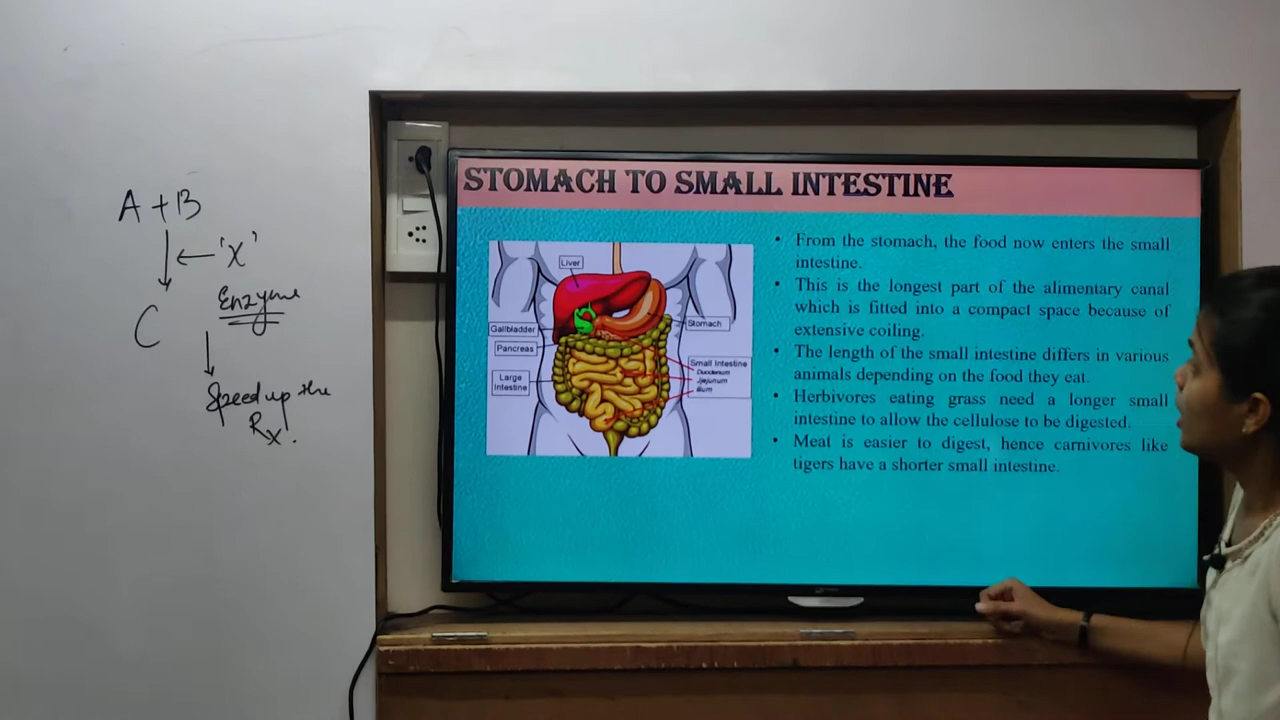 A + B
'X'
C
Enzyme
Speed up the
Rx.
STOMACH TO SMALL INTESTINE
Liver
Gallbladder
Pancreas
Large
Intestine
Stomach
Small Intestine
Duodenum
Jejunum
Ileum
• From the stomach, the food now enters the small
intestine.
• This is the longest part of the alimentary canal
which is fitted into a compact space because of
extensive coiling.
• The length of the small intestine differs in various
animals depending on the food they eat.
• Herbivores eating grass need a longer small
intestine to allow the cellulose to be digested.
• Meat is easier to digest, hence carnivores like
tigers have a shorter small intestine.